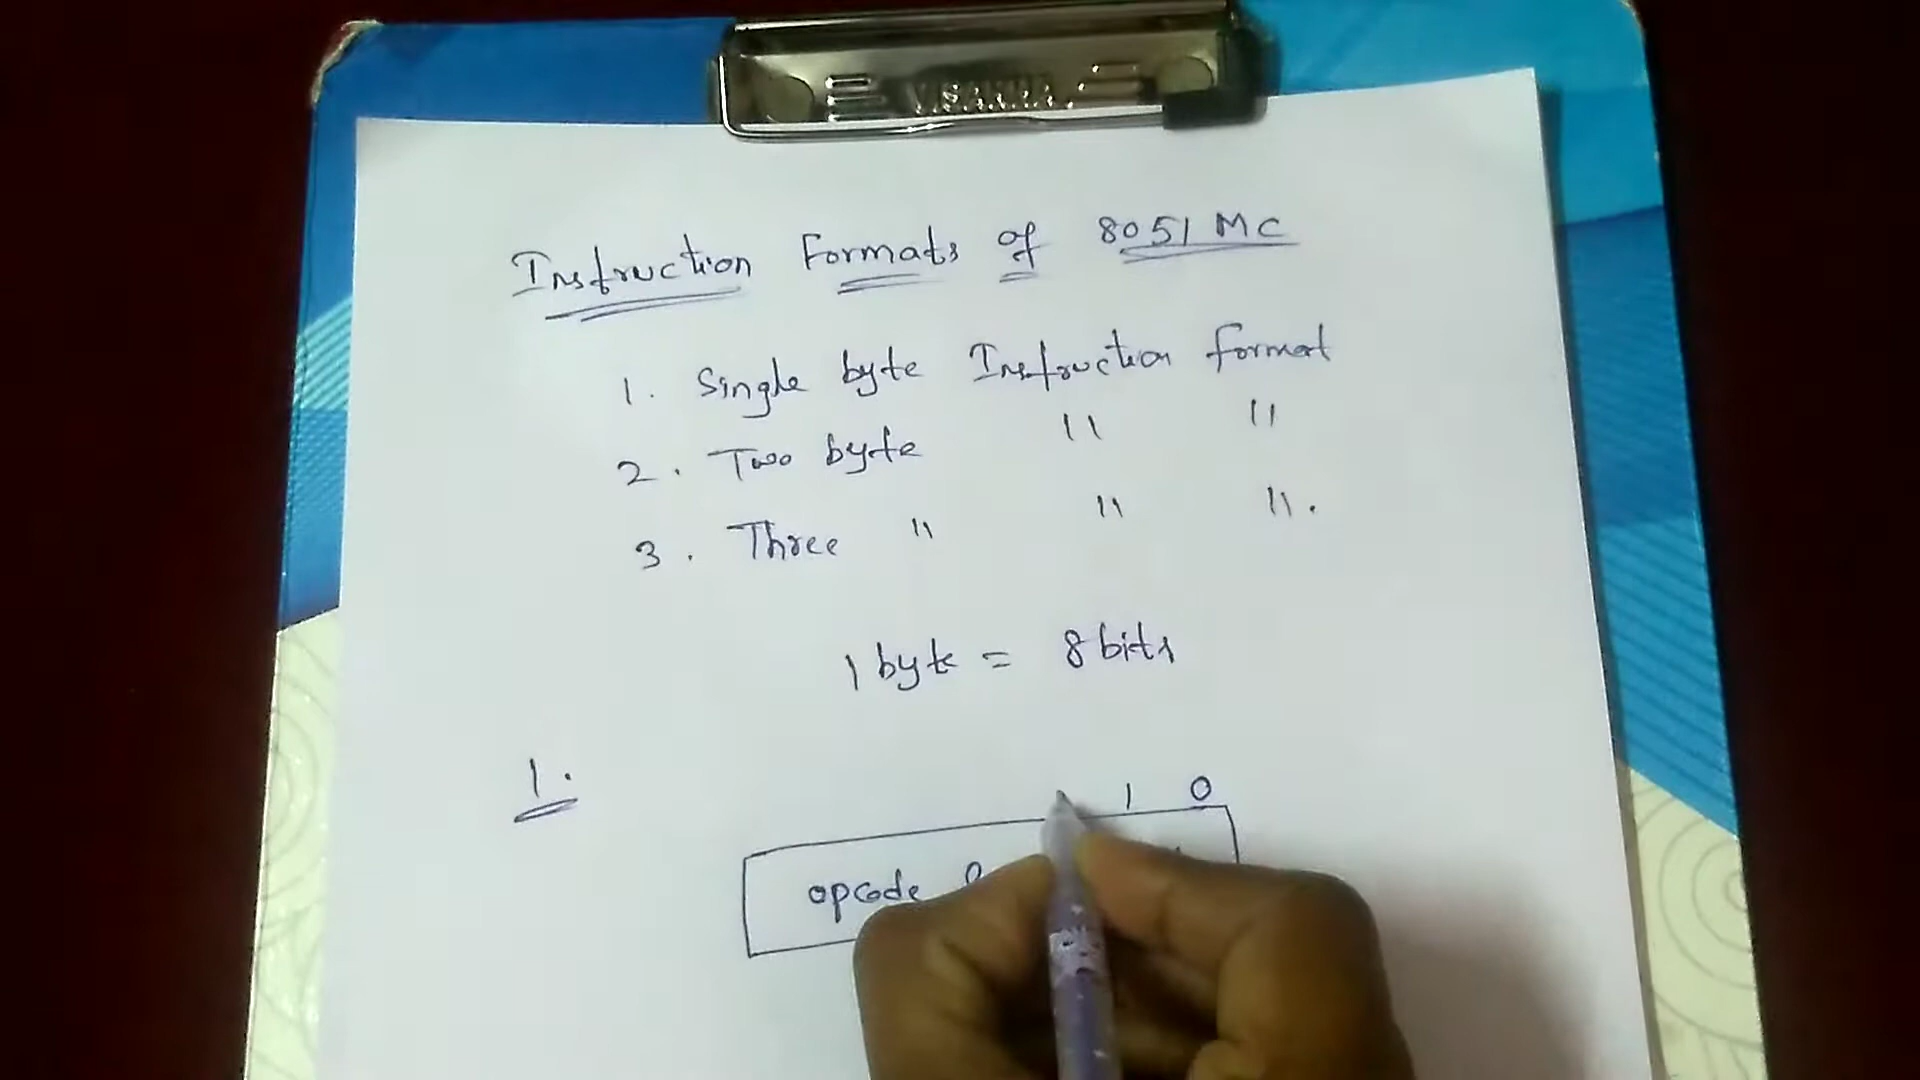 Instruction Formats of 8051 MC
1. Single byte Instruction format
2. Two byte " "
3. Three " " ".
1 byte = 8 bits
1.
1 0
opcode